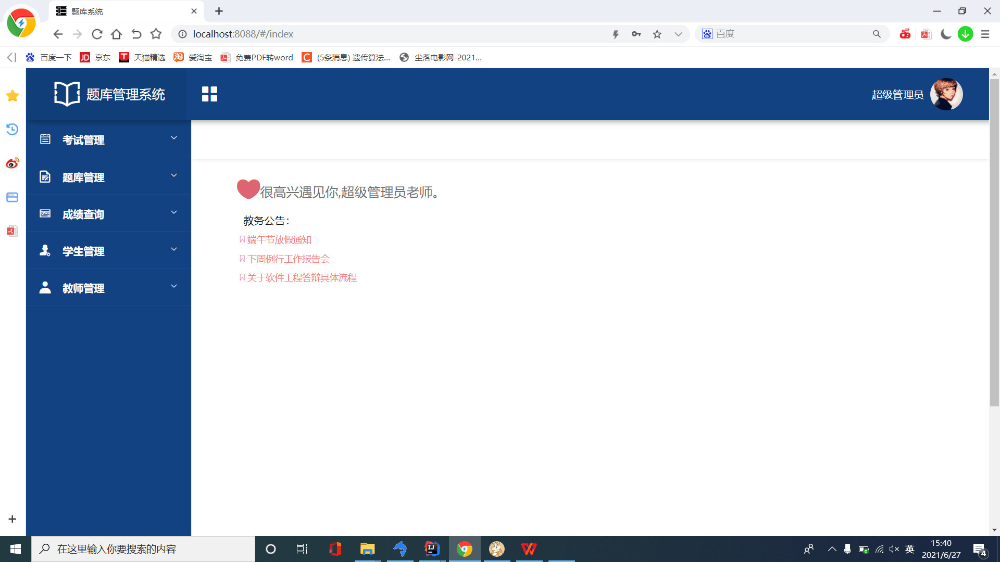 题库系统
localhost:8088/#/index
百度
百度一下
京东
天猫精选
爱淘宝
免费PDF转word
(5条消息) 遗传算法...
尘落电影网-2021...
题库管理系统
超级管理员
考试管理
题库管理
成绩查询
学生管理
教师管理
很高兴遇见你,超级管理员老师。
教务公告：
端午节放假通知
下周例行工作报告会
关于软件工程答辩具体流程
在这里输入你要搜索的内容
英
15:40
2021/6/27
4